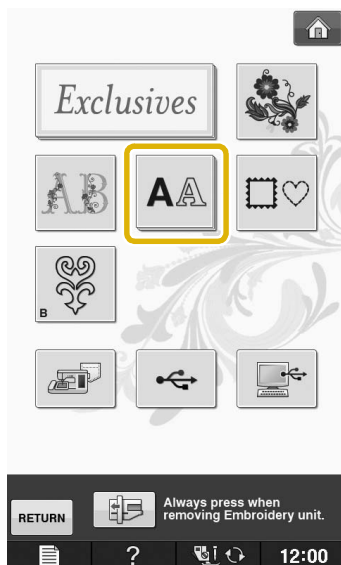 Exclusives
AB
AA
B
Always press when
removing Embroidery unit.
RETURN
?
12:00